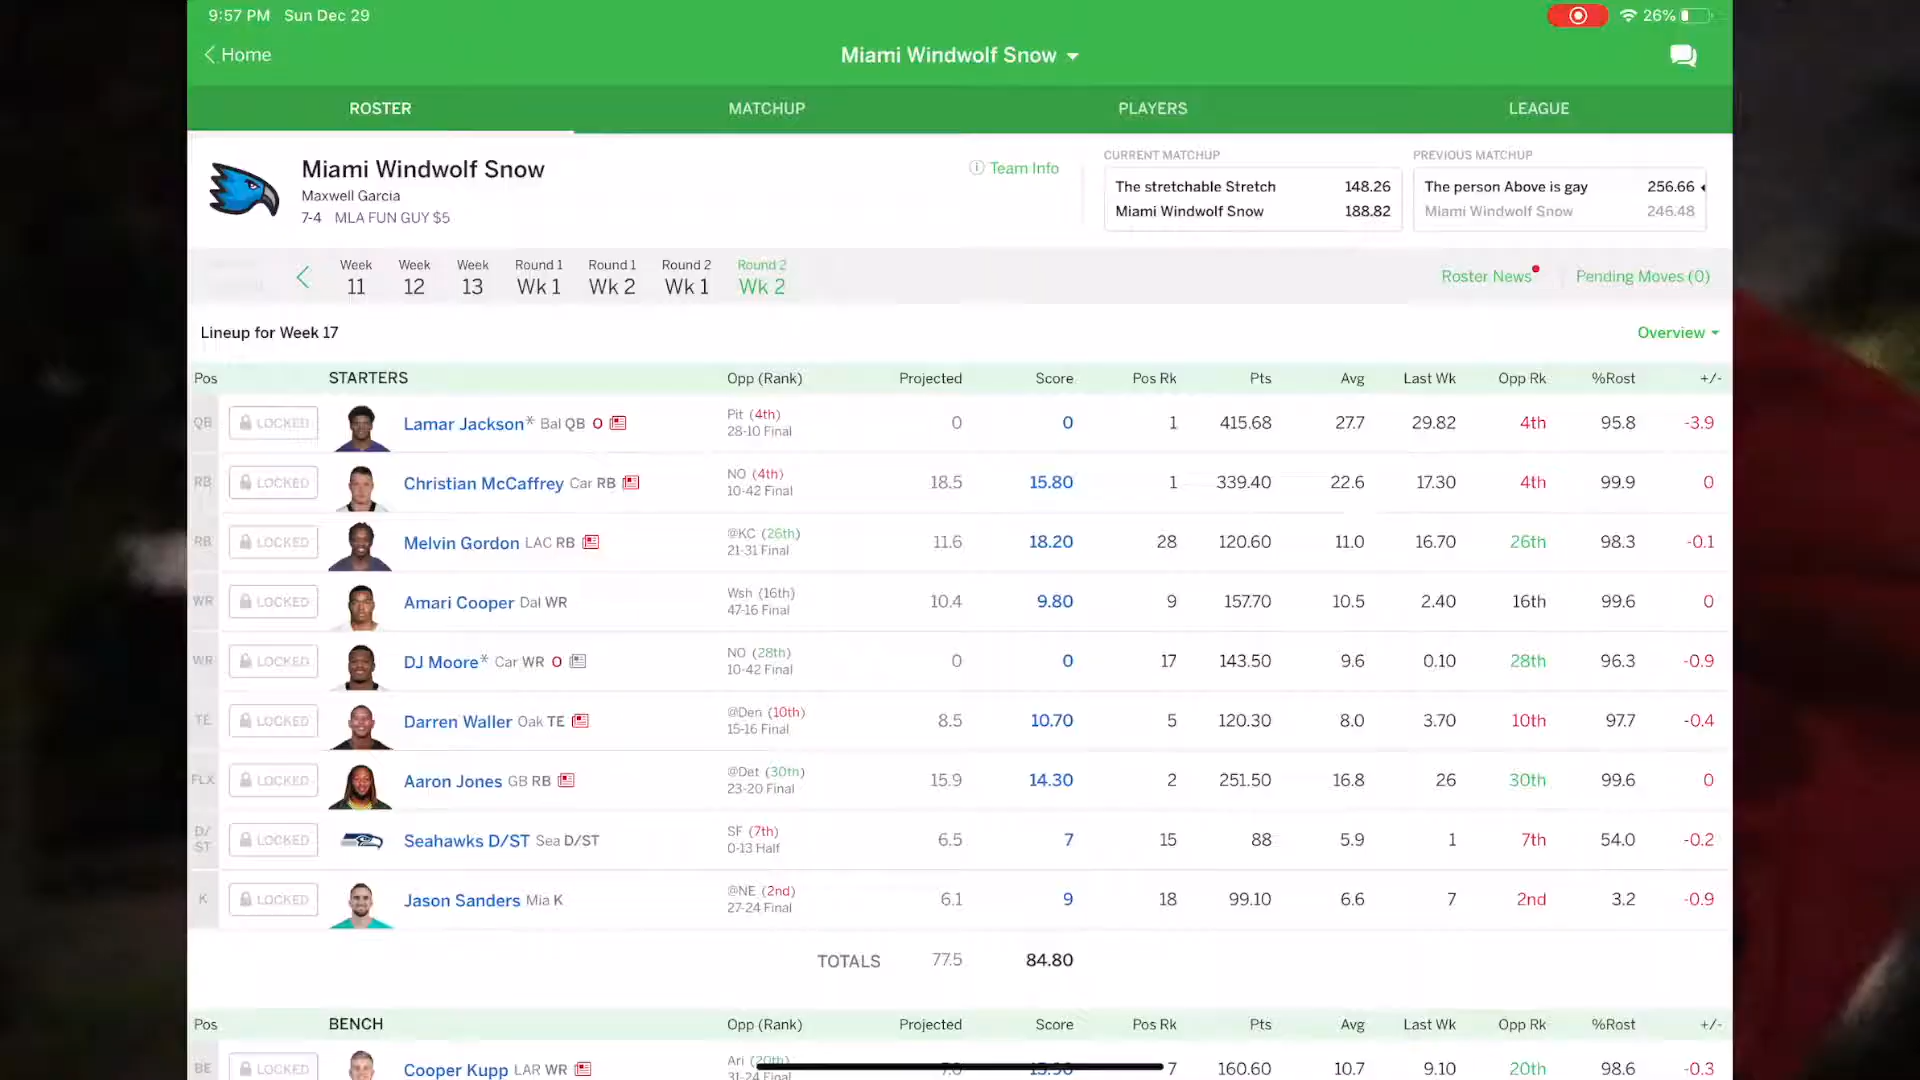 9:57 PM Sun Dec 29 26%
Home Miami Windwolf Snow
ROSTER MATCHUP PLAYERS LEAGUE
Miami Windwolf Snow
Maxwell Garcia
7-4 MLA FUN GUY $5
Team Info
CURRENT MATCHUP
The stretchable Stretch 148.26
Miami Windwolf Snow 188.82
PREVIOUS MATCHUP
The person Above is gay 256.66
Miami Windwolf Snow 246.48
Week 11
Week 12
Week 13
Round 1 Wk 1
Round 1 Wk 2
Round 2 Wk 1
Round 2 Wk 2
Roster News Pending Moves (0)
Lineup for Week 17 Overview
Pos STARTERS Opp (Rank) Projected Score Pos Rk Pts Avg Last Wk Opp Rk %Rost +/-
QB LOCKED Lamar Jackson* Bal QB O Pit (4th) 28-10 Final 0 0 1 415.68 27.7 29.82 4th 95.8 -3.9
RB LOCKED Christian McCaffrey Car RB NO (4th) 10-42 Final 18.5 15.80 1 339.40 22.6 17.30 4th 99.9 0
RB LOCKED Melvin Gordon LAC RB @KC (26th) 21-31 Final 11.6 18.20 28 120.60 11.0 16.70 26th 98.3 -0.1
WR LOCKED Amari Cooper Dal WR Wsh (16th) 47-16 Final 10.4 9.80 9 157.70 10.5 2.40 16th 99.6 0
WR LOCKED DJ Moore* Car WR O NO (28th) 10-42 Final 0 0 17 143.50 9.6 0.10 28th 96.3 -0.9
TE LOCKED Darren Waller Oak TE @Den (10th) 15-16 Final 8.5 10.70 5 120.30 8.0 3.70 10th 97.7 -0.4
FLX LOCKED Aaron Jones GB RB @Det (30th) 23-20 Final 15.9 14.30 2 251.50 16.8 26 30th 99.6 0
D/ST LOCKED Seahawks D/ST Sea D/ST SF (7th) 0-13 Half 6.5 7 15 88 5.9 1 7th 54.0 -0.2
K LOCKED Jason Sanders Mia K @NE (2nd) 27-24 Final 6.1 9 18 99.10 6.6 7 2nd 3.2 -0.9
TOTALS 77.5 84.80
Pos BENCH Opp (Rank) Projected Score Pos Rk Pts Avg Last Wk Opp Rk %Rost +/-
BE LOCKED Cooper Kupp LAR WR Ari (20th) 31-24 Final 7 160.60 10.7 9.10 20th 98.6 -0.3